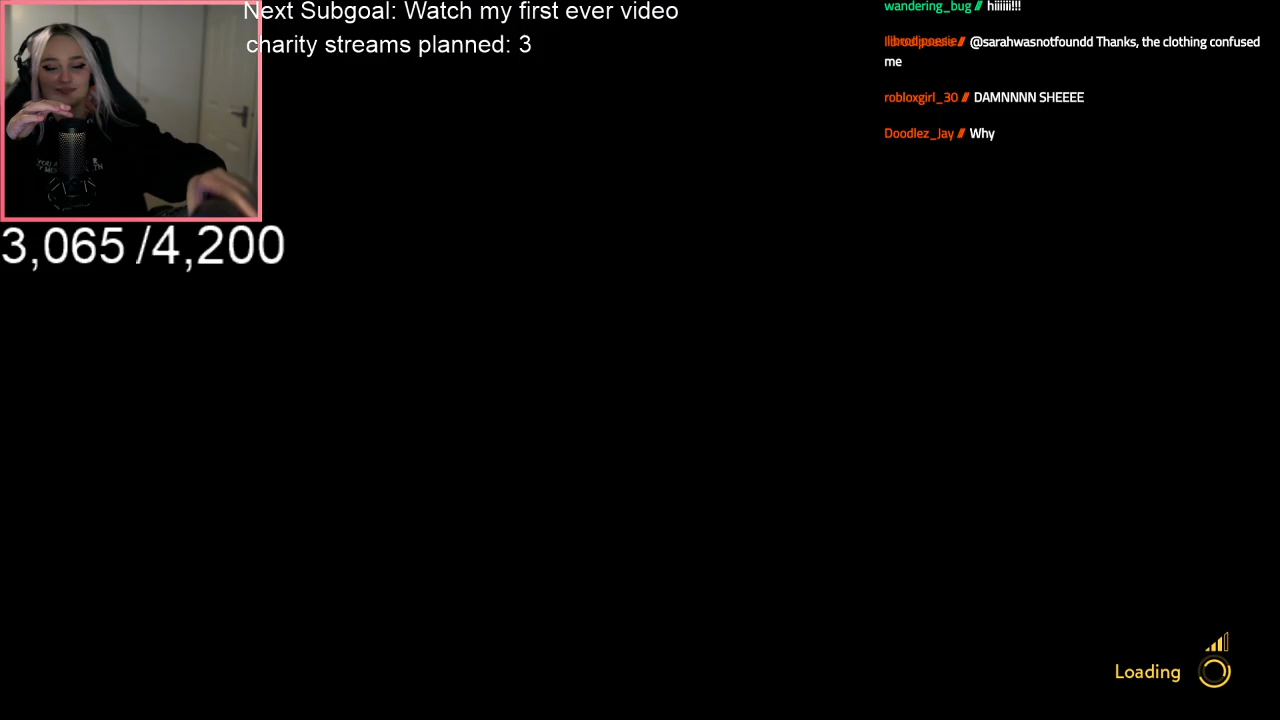 Next Subgoal: Watch my first ever video
charity streams planned: 3
3,065 /4,200
wandering_bug // hiiiiii!!!
// @sarahwasnotfoundd Thanks, the clothing confused
me
robloxgirl_30 // DAMNNNN SHEEEE
Doodlez_Jay // Why
Loading